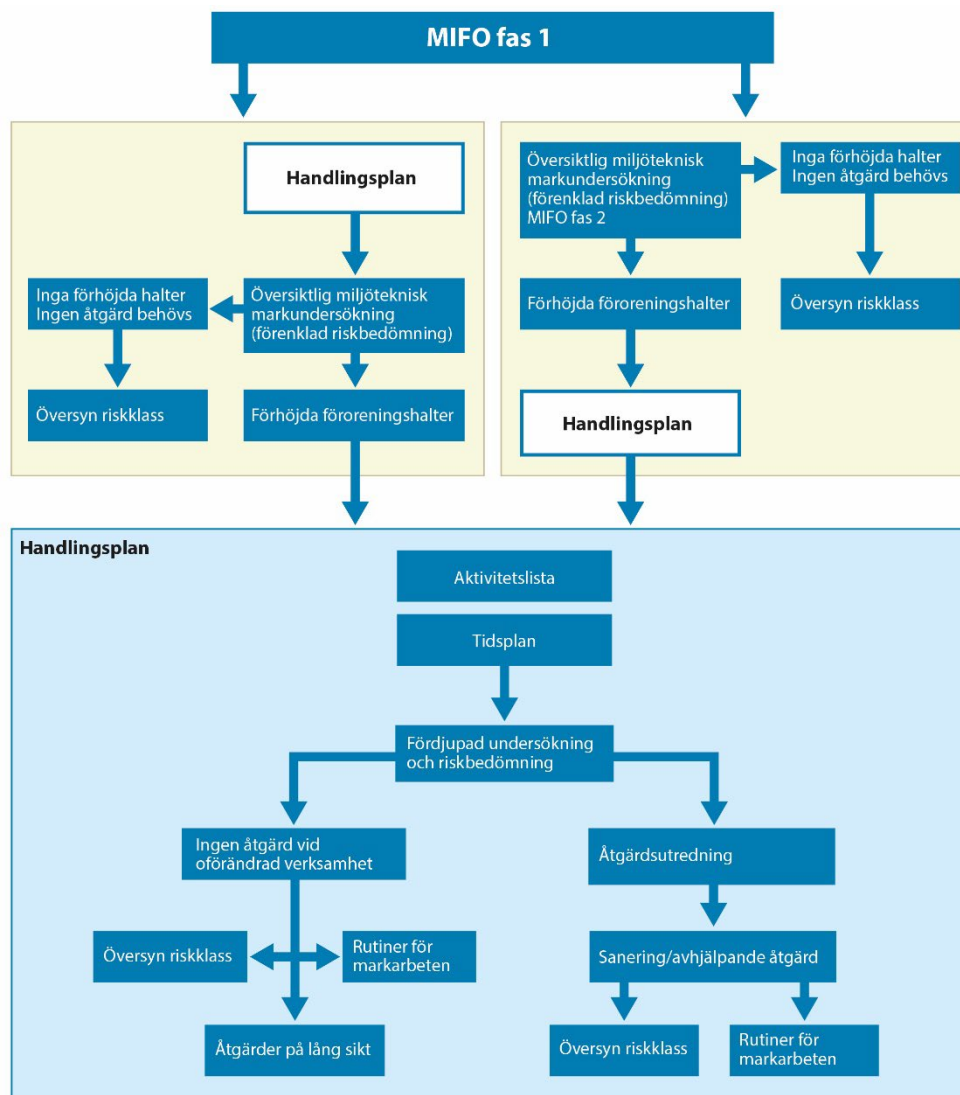 MIFO fas 1
Handlingsplan
Inga förhöjda halter
Ingen åtgärd behövs
Översiktlig miljöteknisk
markundersökning
(förenklad riskbedömning)
Översyn riskklass
Förhöjda föroreningshalter
Översiktlig miljöteknisk
markundersökning
(förenklad riskbedömning)
MIFO fas 2
Inga förhöjda halter
Ingen åtgärd behövs
Förhöjda föroreningshalter
Översyn riskklass
Handlingsplan
Handlingsplan
Aktivitetslista
Tidsplan
Fördjupad undersökning
och riskbedömning
Ingen åtgärd vid
oförändrad verksamhet
Översyn riskklass
Rutiner för
markarbeten
Åtgärder på lång sikt
Åtgärdsutredning
Sanering/avhjälpande åtgärd
Översyn riskklass
Rutiner för
markarbeten